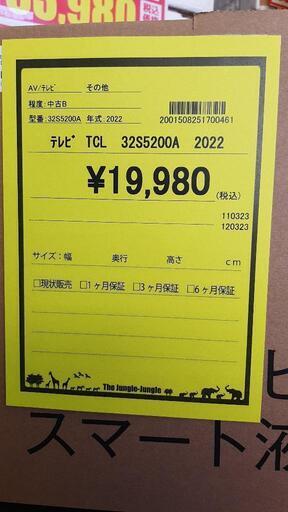 AV/ﾃﾚﾋﾞ その他
程度:中古B
型番:32S5200A 年式:2022
2001508251700461
ﾃﾚﾋﾞ TCL 32S5200A 2022
¥19,980(税込)
110323
120323
サイズ:幅 奥行 高さ cm
□現状販売 □1ヶ月保証 □3ヶ月保証 □6ヶ月保証
The Jungle-Jungle
スマート液